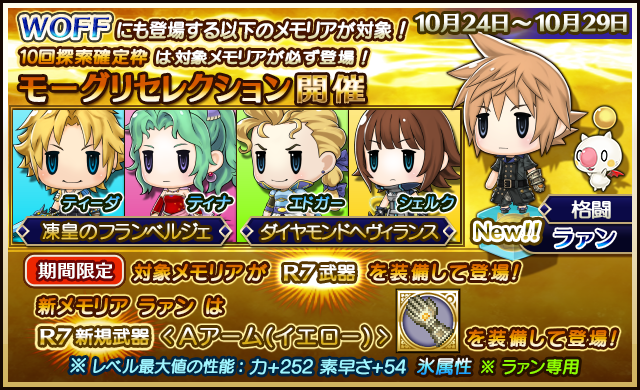 WOFFにも登場する以下のメモリアが対象！
10月24日～10月29日
10回探索確定枠は対象メモリアが必ず登場！
モーグリセレクション開催
ティーダ
ティナ
エドガー
シェルク
凍皇のフランベルジェ
ダイヤモンドヘヴィランス
New!!
格闘
ラァン
期間限定 対象メモリアが R7武器 を装備して登場！
新メモリア ラァン は
R7新規武器 <Aアーム(イエロー)> を装備して登場！
※レベル最大値の性能：力+252 素早さ+54 氷属性 ※ラァン専用